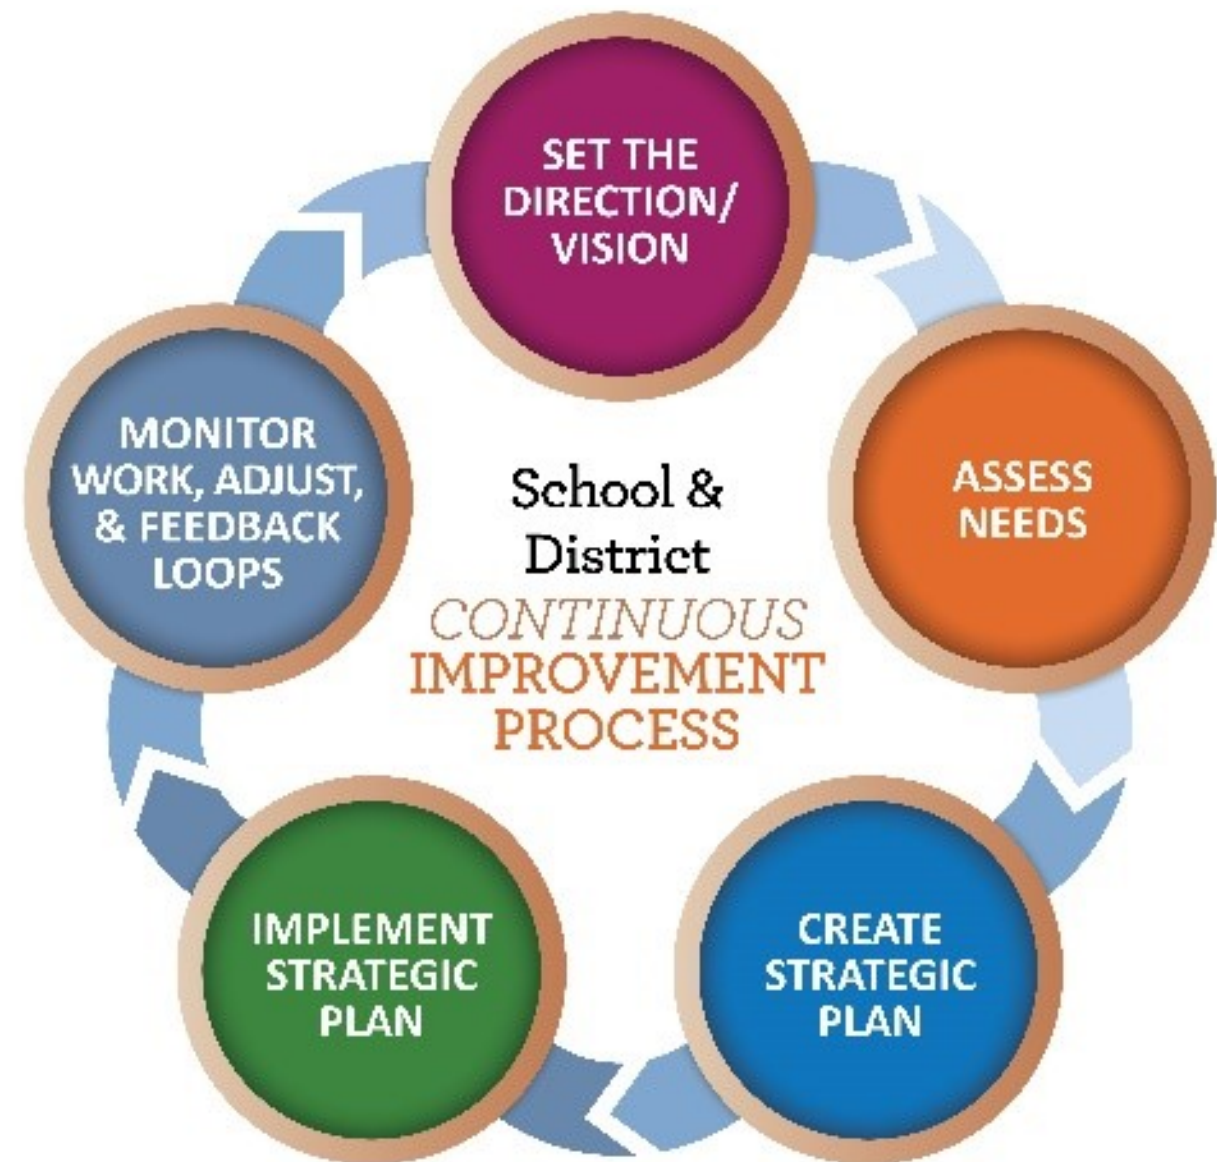 SET THE
DIRECTION/
VISION
ASSESS
NEEDS
CREATE
STRATEGIC
PLAN
IMPLEMENT
STRATEGIC
PLAN
MONITOR
WORK, ADJUST,
& FEEDBACK
LOOPS
School &
District
CONTINUOUS
IMPROVEMENT
PROCESS